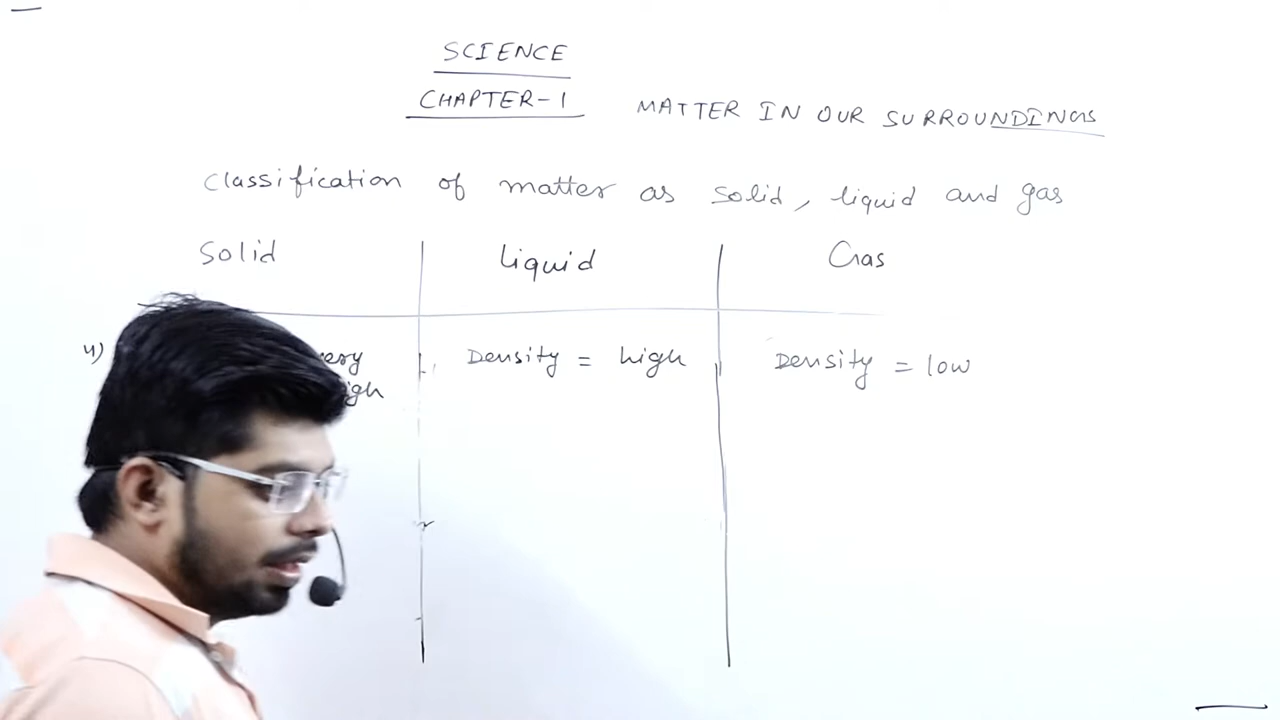 SCIENCE
CHAPTER-1 MATTER IN OUR SURROUNDINGS
Classification of matter as solid, liquid and gas
Solid Liquid Gas
4) Density = high Density = low